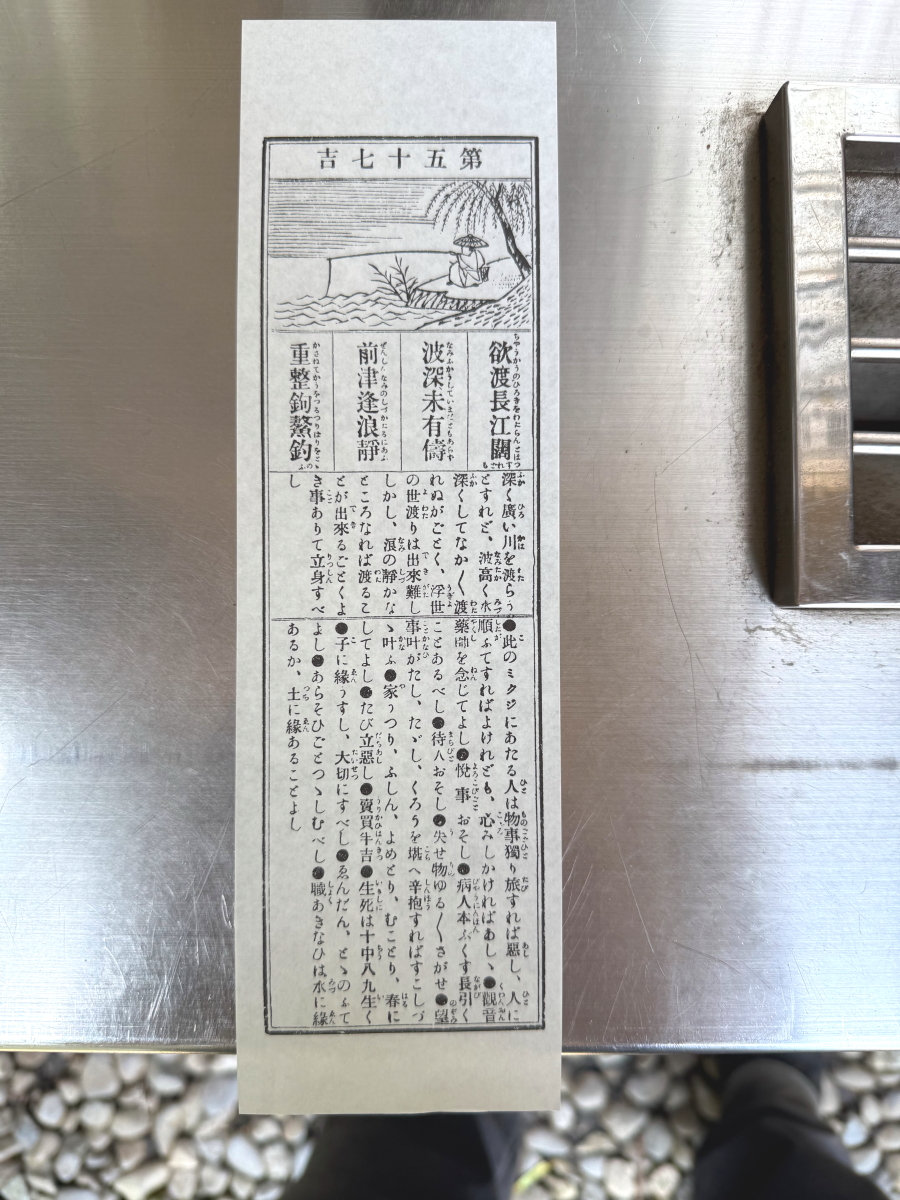 第五十七吉
欲渡長江闊
波深未有儔
前津逢浪靜
重整鉤鰲釣
深く廣い川を渡らう
とすれど、波高く水
深くしてなか〱渡
れぬがごとく、浮世
の世渡りは出來難し
しかし、浪の靜かな
ところなれば渡るこ
とが出來るごとくよ
き事ありて立身すべ
し
●此のミクジにあたる人は物事獨り旅すれば惡し、人に
順ふてすればよけれども、心みしかければあしゝ●觀音
藥師を念じてよし●悅事おそし●病人本ふくす長引く
ことあるべし●待人おそし●失せ物ゆる〱さがせ●望
事叶がたし、たゞし、くろうを堪へ辛抱すればすこしづ
ゝ叶ふ●家うつり、ふしん、よめとり、むことり、春に
してよし●たび立惡し●賣買半吉●生死は十中八九生く
●子に緣うすし、大切にすべし●ゑんだん、とゝのふて
よし●あらそひごとつゝしむべし●職あきなひは水に緣
あるか、土に緣あることよし